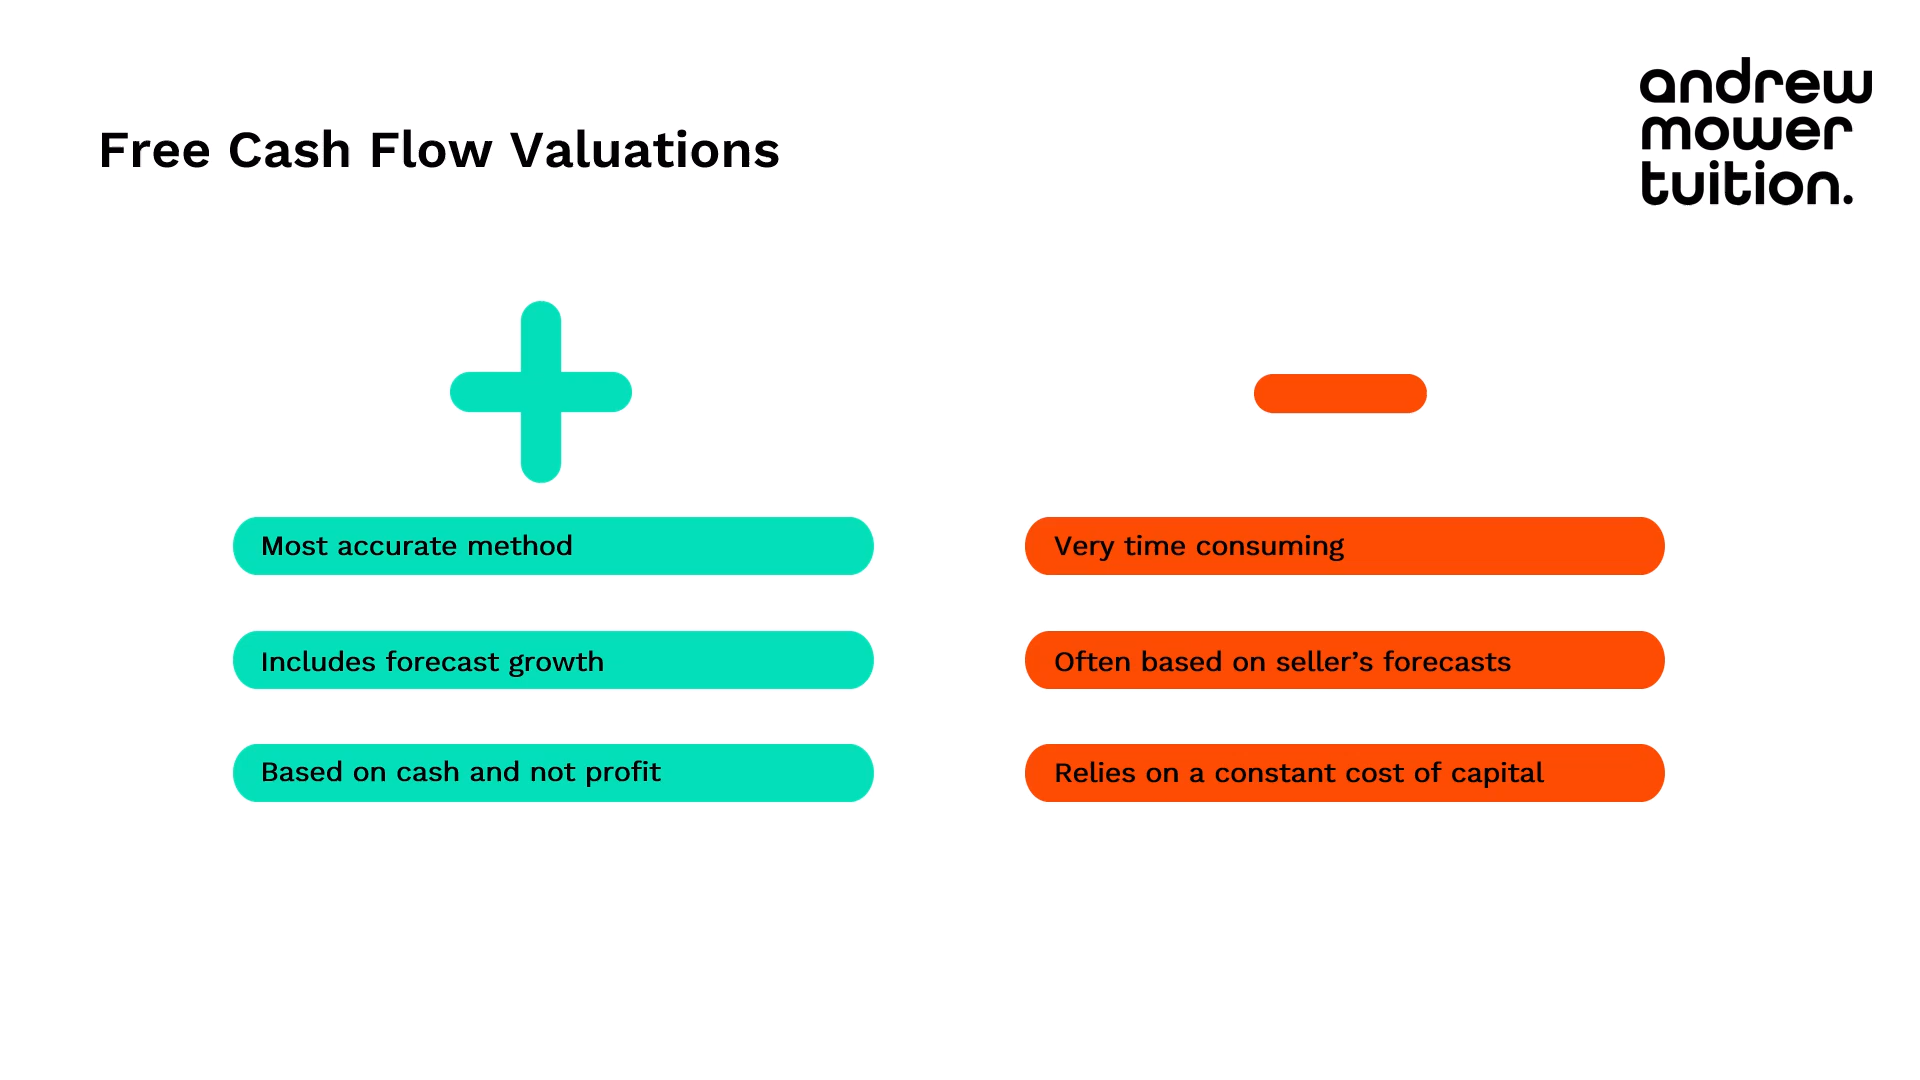 Free Cash Flow Valuations
andrew
mower
tuition.
Most accurate method
Includes forecast growth
Based on cash and not profit
Very time consuming
Often based on seller’s forecasts
Relies on a constant cost of capital